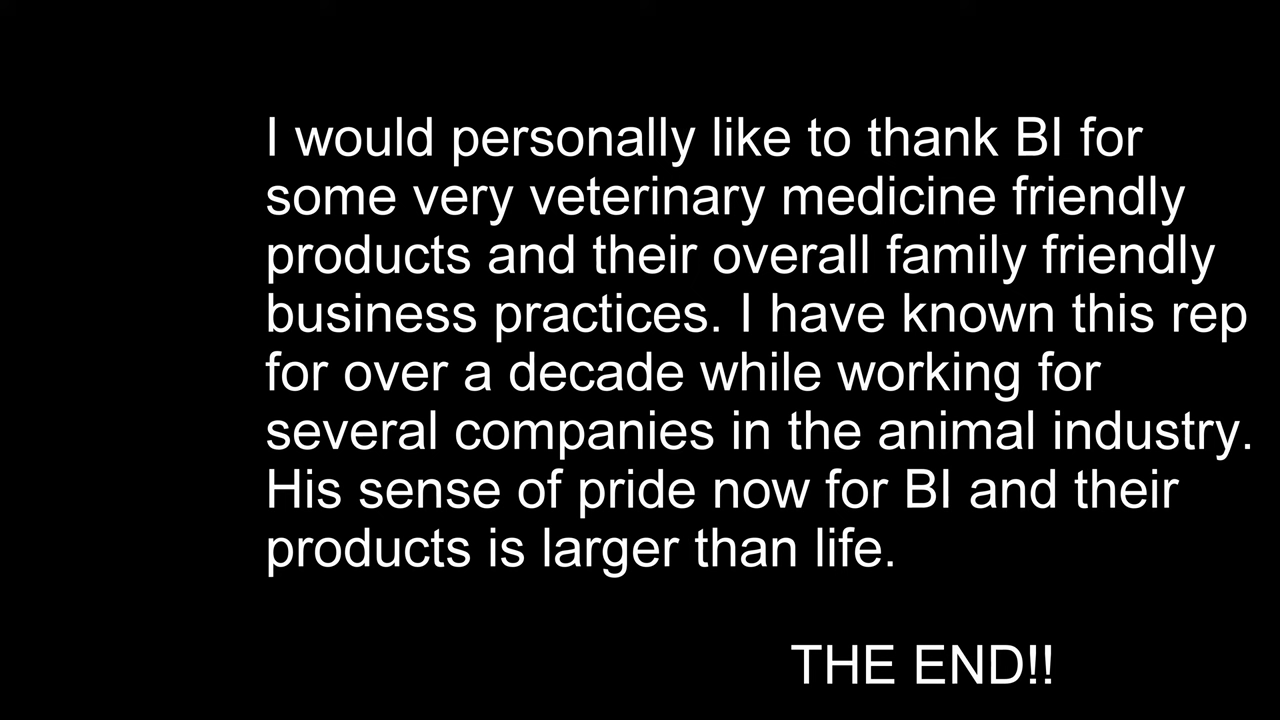 I would personally like to thank BI for
some very veterinary medicine friendly
products and their overall family friendly
business practices. I have known this rep
for over a decade while working for
several companies in the animal industry.
His sense of pride now for BI and their
products is larger than life.
THE END!!